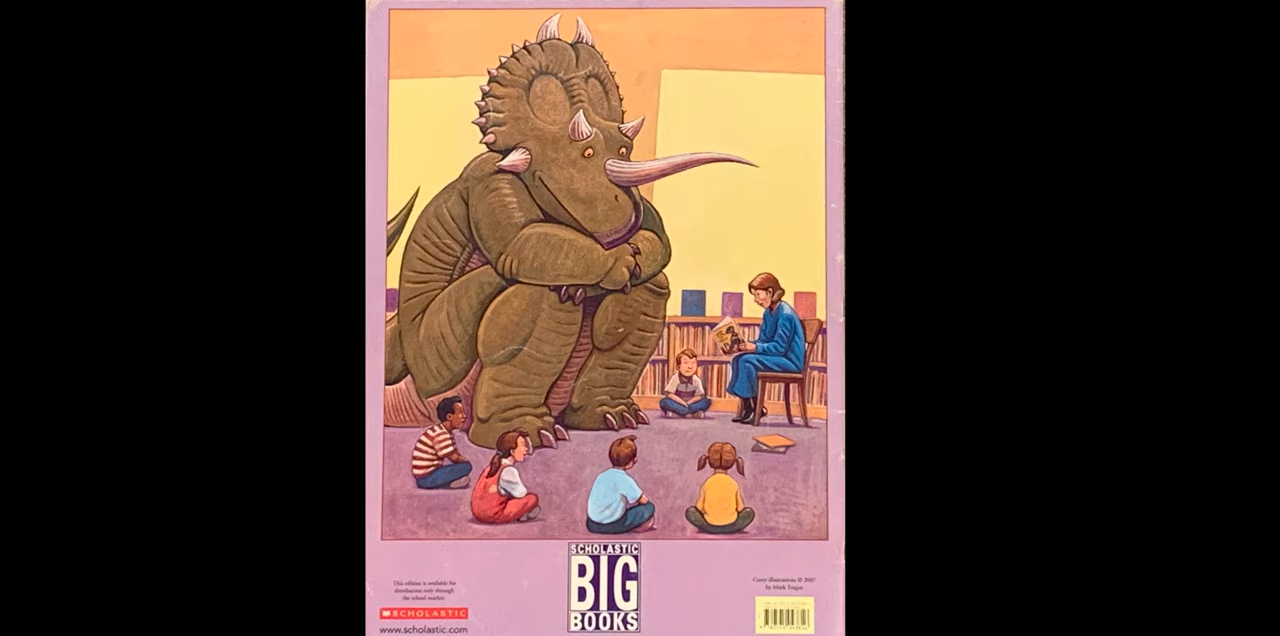 This edition is available for
distribution only through
the school market.
SCHOLASTIC
www.scholastic.com
SCHOLASTIC
BIG
BOOKS
Cover illustrations © 2007
by Mark Teague